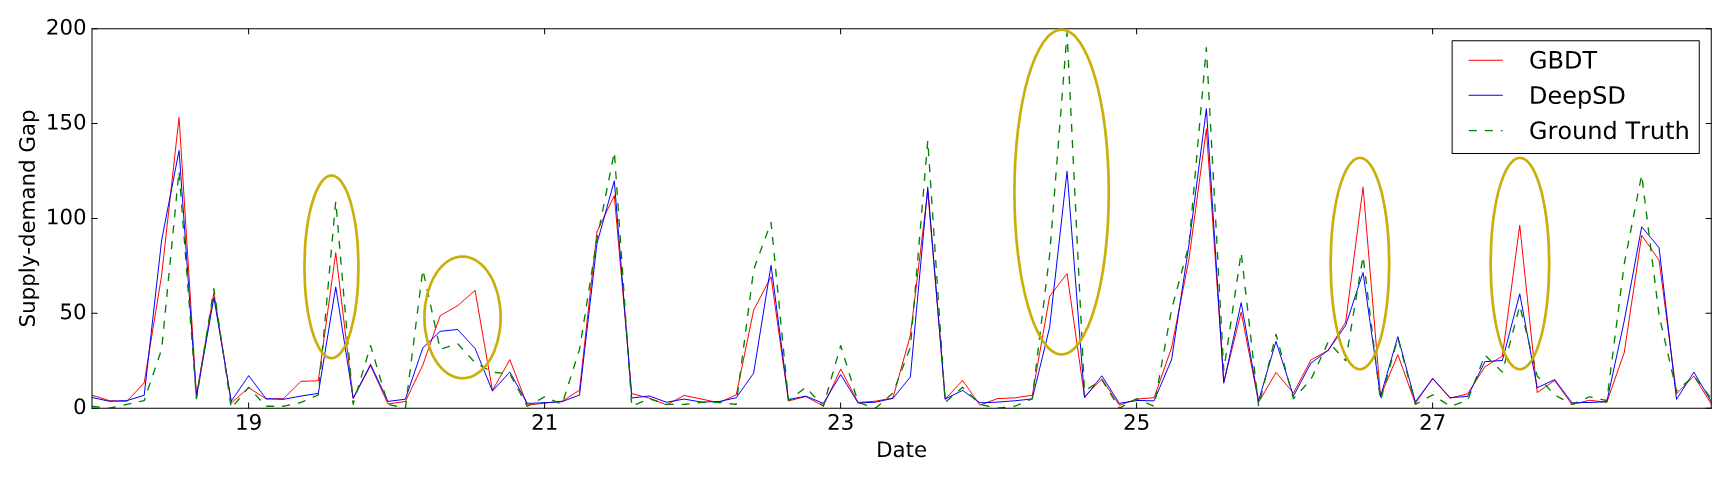 200
150
100
50
0
Supply-demand Gap
GBDT
DeepSD
Ground Truth
19 21 23 25 27
Date